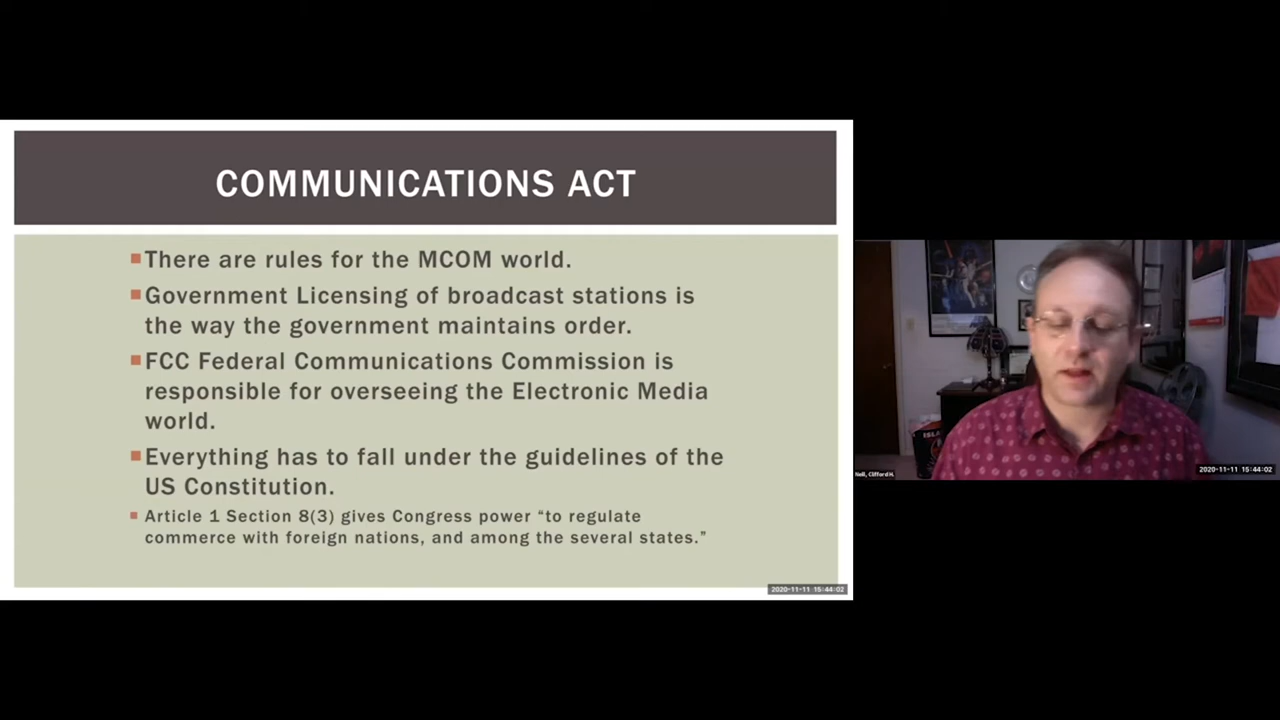 COMMUNICATIONS ACT
There are rules for the MCOM world.
Government Licensing of broadcast stations is
the way the government maintains order.
FCC Federal Communications Commission is
responsible for overseeing the Electronic Media
world.
Everything has to fall under the guidelines of the
US Constitution.
Article 1 Section 8(3) gives Congress power “to regulate
commerce with foreign nations, and among the several states.”
2020-11-11 15:44:02
ISLA
Neill, Clifford H.
2020-11-11 15:44:02